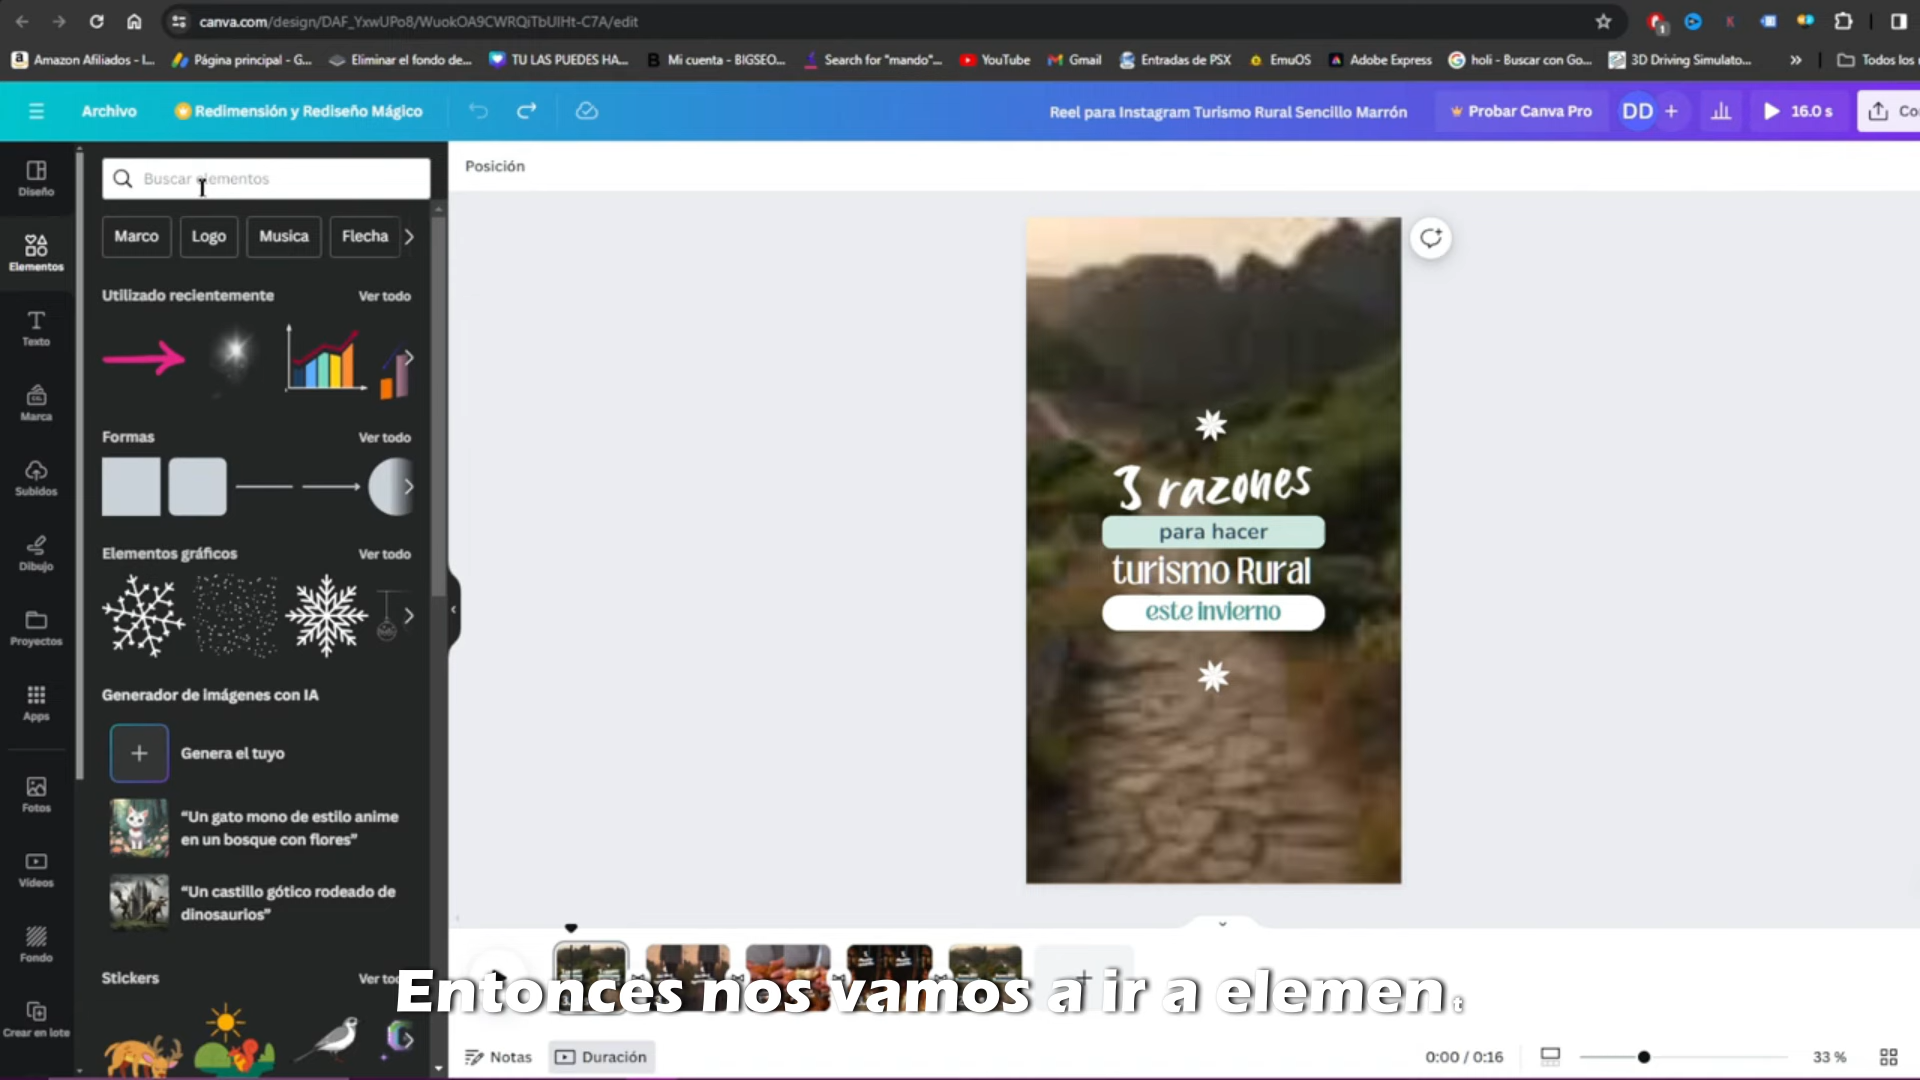 canva.com/design/DAF_YxwUPo8/WuokOA9CWRQiTbUlHt-C7A/edit
Amazon Afiliados - I...
Página principal - G...
Eliminar el fondo de...
TU LAS PUEDES HA...
Mi cuenta - BIGSEO...
Search for "mando"...
YouTube
Gmail
Entradas de PSX
EmuOS
Adobe Express
holi - Buscar con Go...
3D Driving Simulato...
Todos los
Archivo
Redimensión y Rediseño Mágico
Reel para Instagram Turismo Rural Sencillo Marrón
Probar Canva Pro
DD
16.0 s
Co
Diseño
Elementos
Texto
Marca
Subidos
Dibujo
Proyectos
Apps
Fotos
Vídeos
Fondo
Crear en lote
Buscar elementos
Marco
Logo
Musica
Flecha
Utilizado recientemente
Ver todo
Formas
Ver todo
Elementos gráficos
Ver todo
Generador de imágenes con IA
Genera el tuyo
“Un gato mono de estilo anime
en un bosque con flores”
“Un castillo gótico rodeado de
dinosaurios”
Stickers
Posición
3 razones
para hacer
turismo Rural
este invierno
Entonces nos vamos a ir a elemen.
Notas
Duración
0:00 / 0:16
33 %